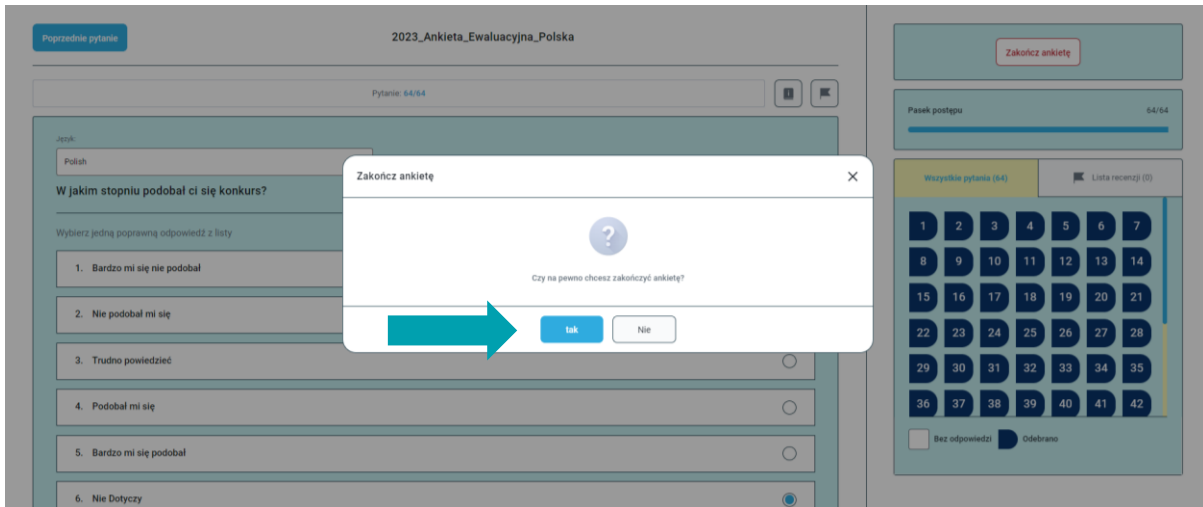 Poprzednie pytanie
2023_Ankieta_Ewaluacyjna_Polska
Pytanie: 64/64
Język:
Polish
W jakim stopniu podobał ci się konkurs?
Wybierz jedną poprawną odpowiedź z listy
1. Bardzo mi się nie podobał
2. Nie podobał mi się
3. Trudno powiedzieć
4. Podobał mi się
5. Bardzo mi się podobał
6. Nie Dotyczy
Zakończ ankietę
Czy na pewno chcesz zakończyć ankietę?
tak Nie
Zakończ ankietę
Pasek postępu 64/64
Wszystkie pytania (64) Lista recenzji (0)
1 2 3 4 5 6 7
8 9 10 11 12 13 14
15 16 17 18 19 20 21
22 23 24 25 26 27 28
29 30 31 32 33 34 35
36 37 38 39 40 41 42
Bez odpowiedzi Odebrano